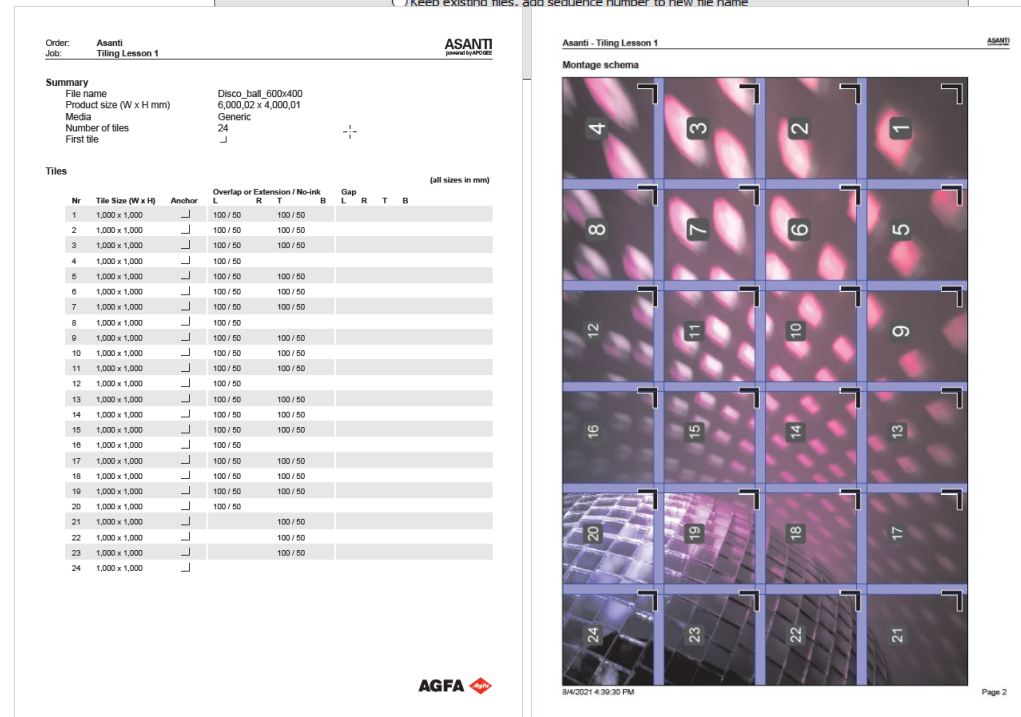 Keep existing files, add sequence number to new file name
Order: Asanti
Job: Tiling Lesson 1
ASANTI
powered by APOGEE
Summary
File name Disco_ball_600x400
Product size (W x H mm) 6,000,02 x 4,000,01
Media Generic
Number of tiles 24
First tile
Tiles
(all sizes in mm)
Overlap or Extension / No-ink Gap
Nr Tile Size (W x H) Anchor L R T B L R T B
1 1,000 x 1,000 100 / 50 100 / 50
2 1,000 x 1,000 100 / 50 100 / 50
3 1,000 x 1,000 100 / 50 100 / 50
4 1,000 x 1,000 100 / 50
5 1,000 x 1,000 100 / 50 100 / 50
6 1,000 x 1,000 100 / 50 100 / 50
7 1,000 x 1,000 100 / 50 100 / 50
8 1,000 x 1,000 100 / 50
9 1,000 x 1,000 100 / 50 100 / 50
10 1,000 x 1,000 100 / 50 100 / 50
11 1,000 x 1,000 100 / 50 100 / 50
12 1,000 x 1,000 100 / 50
13 1,000 x 1,000 100 / 50 100 / 50
14 1,000 x 1,000 100 / 50 100 / 50
15 1,000 x 1,000 100 / 50 100 / 50
16 1,000 x 1,000 100 / 50
17 1,000 x 1,000 100 / 50 100 / 50
18 1,000 x 1,000 100 / 50 100 / 50
19 1,000 x 1,000 100 / 50 100 / 50
20 1,000 x 1,000 100 / 50
21 1,000 x 1,000 100 / 50
22 1,000 x 1,000 100 / 50
23 1,000 x 1,000 100 / 50
24 1,000 x 1,000
AGFA
Asanti - Tiling Lesson 1
ASANTI
Montage schema
4 3 2 1
8 7 6 5
12 11 10 9
16 15 14 13
20 19 18 17
24 23 22 21
8/4/2021 4:39:30 PM
Page 2